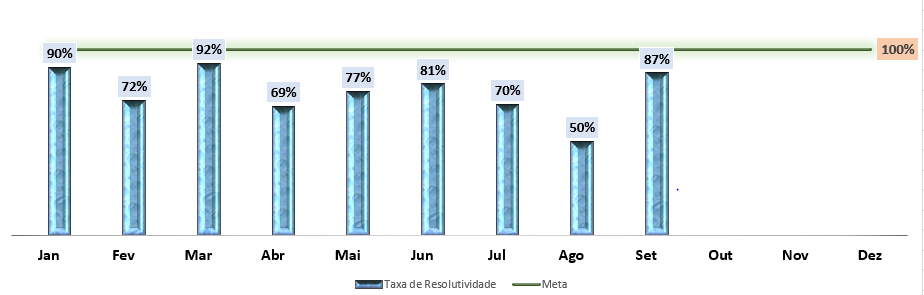 100%
90% 72% 92% 69% 77% 81% 70% 50% 87%
Jan Fev Mar Abr Mai Jun Jul Ago Set Out Nov Dez
Taxa de Resolutividade Meta